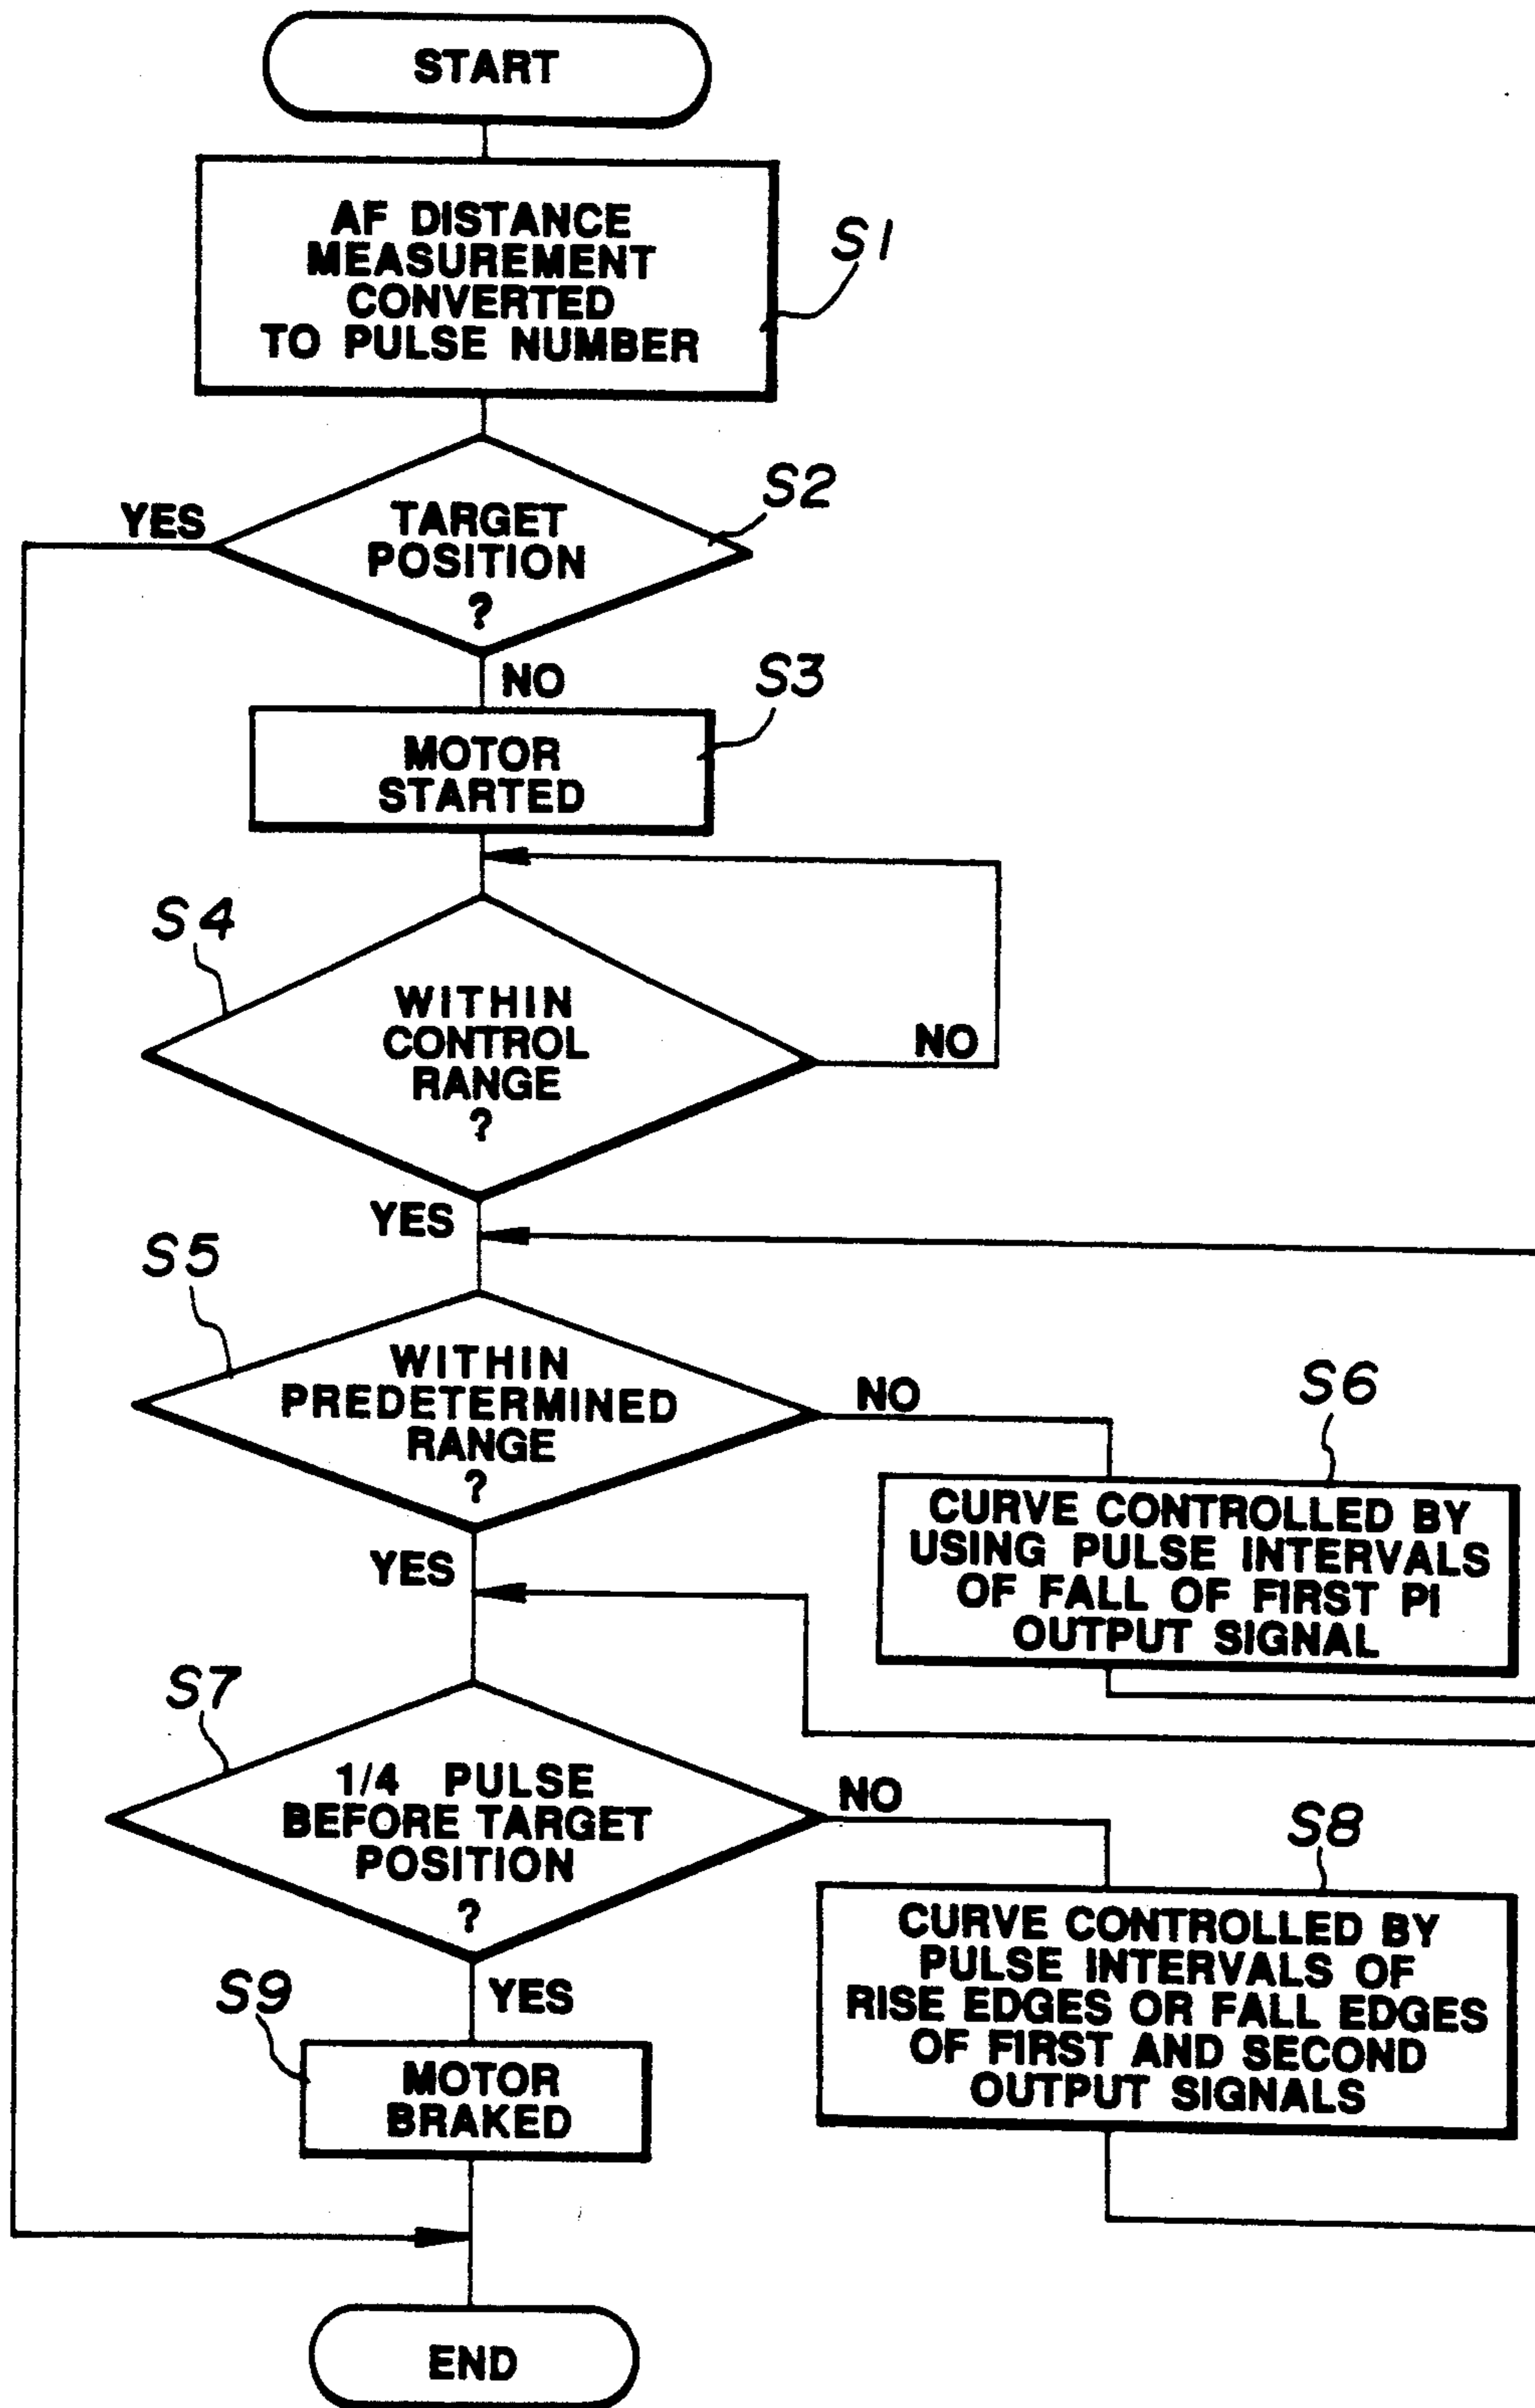 START
AF DISTANCE
MEASUREMENT
CONVERTED
TO PULSE NUMBER
S1
YES
TARGET
POSITION
?
S2
NO
S3
MOTOR
STARTED
S4
WITHIN
CONTROL
RANGE
?
NO
YES
S5
WITHIN
PREDETERMINED
RANGE
?
NO
S6
CURVE CONTROLLED BY
USING PULSE INTERVALS
OF FALL OF FIRST PI
OUTPUT SIGNAL
YES
S7
1/4 PULSE
BEFORE TARGET
POSITION
?
NO
S8
CURVE CONTROLLED BY
PULSE INTERVALS OF
RISE EDGES OR FALL EDGES
OF FIRST AND SECOND
OUTPUT SIGNALS
YES
S9
MOTOR
BRAKED
END